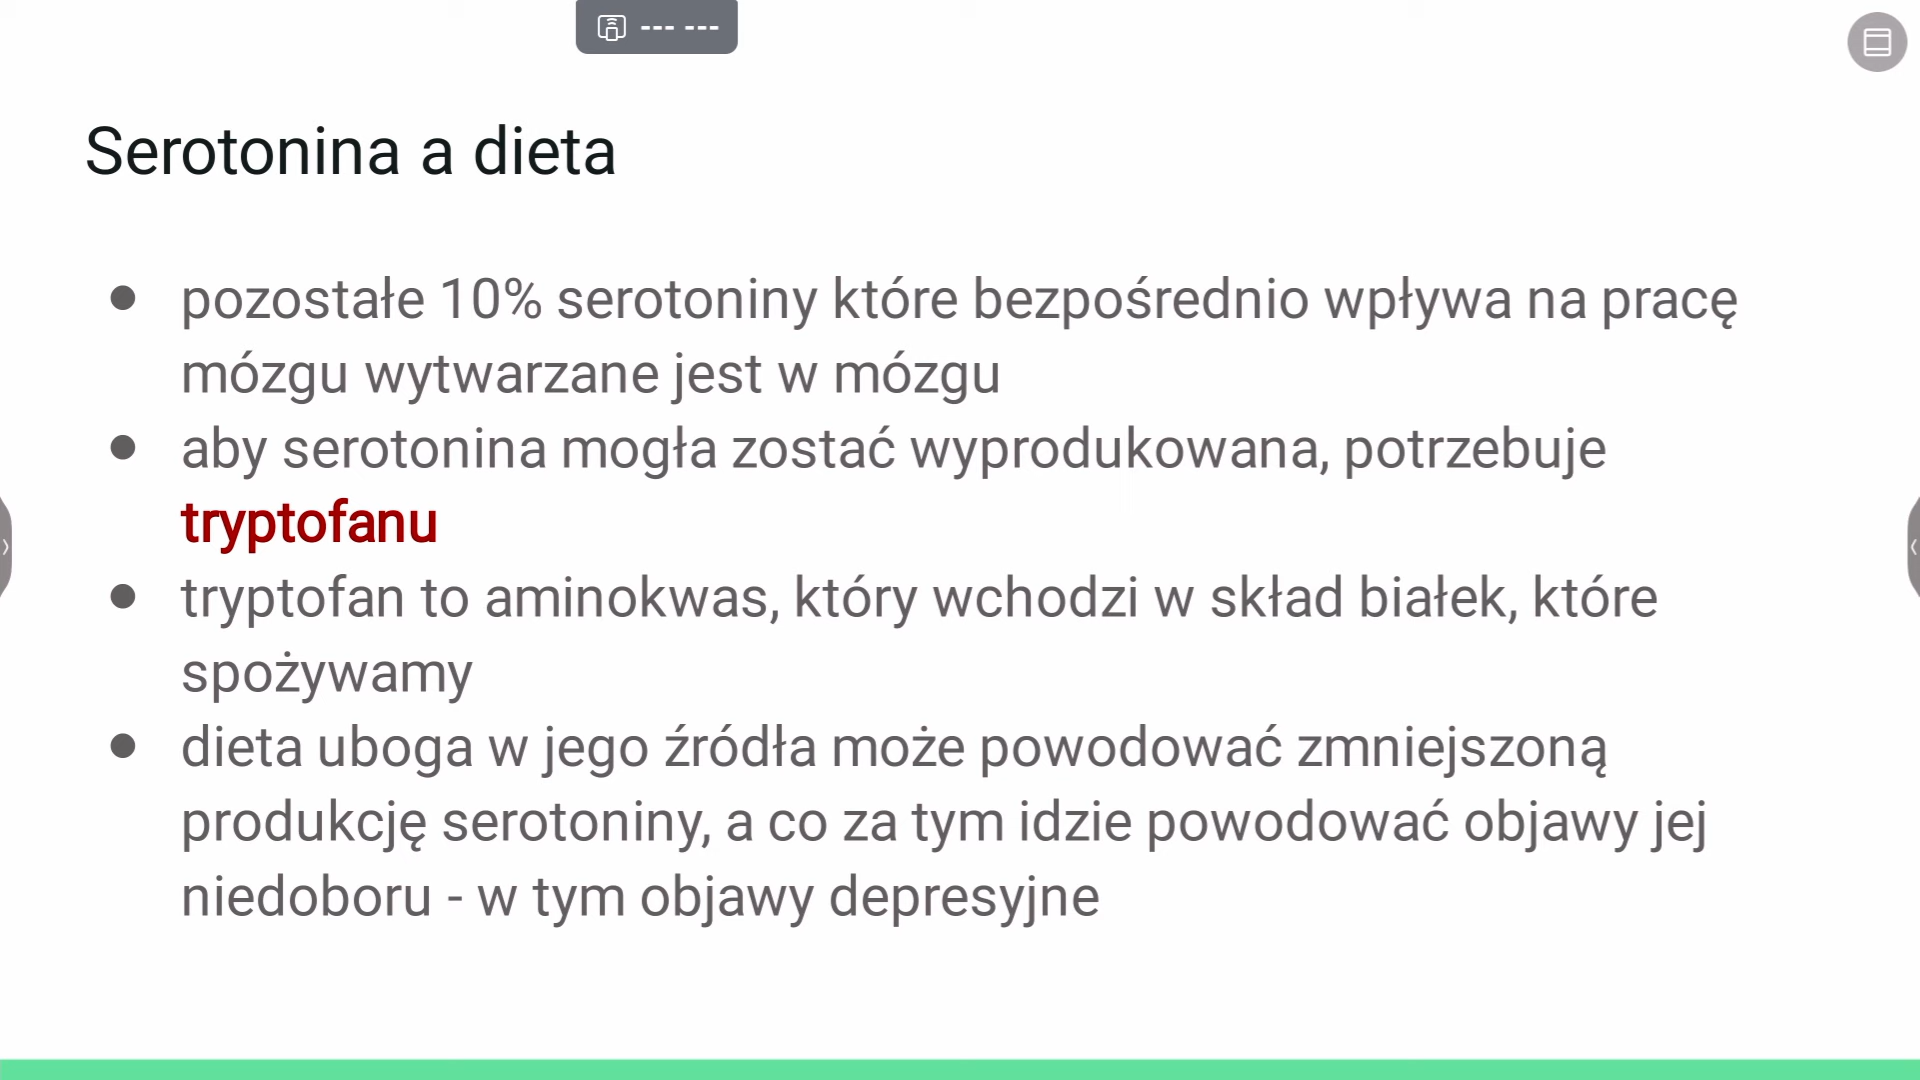 --- ---
Serotonina a dieta
● pozostałe 10% serotoniny które bezpośrednio wpływa na pracę
mózgu wytwarzane jest w mózgu
● aby serotonina mogła zostać wyprodukowana, potrzebuje
tryptofanu
● tryptofan to aminokwas, który wchodzi w skład białek, które
spożywamy
● dieta uboga w jego źródła może powodować zmniejszoną
produkcję serotoniny, a co za tym idzie powodować objawy jej
niedoboru - w tym objawy depresyjne